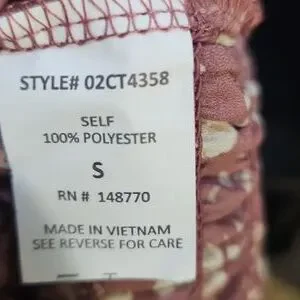 STYLE# 02CT4358
SELF
100% POLYESTER
S
RN # 148770
MADE IN VIETNAM
SEE REVERSE FOR CARE